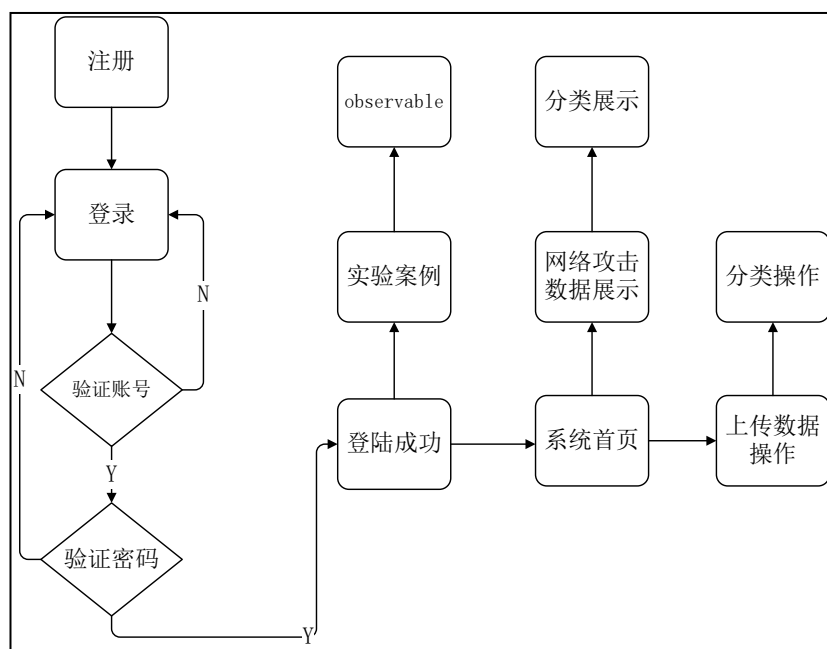 注册
登录
N
验证账号
N
Y
验证密码
Y
observable
实验案例
登陆成功
分类展示
网络攻击
数据展示
系统首页
分类操作
上传数据
操作